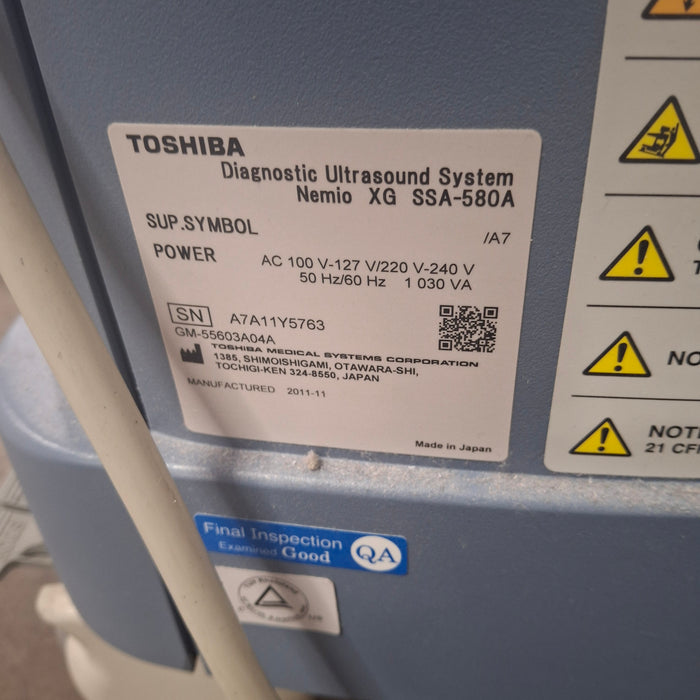 TOSHIBA
Diagnostic Ultrasound System
Nemio XG SSA-580A
SUP.SYMBOL /A7
POWER AC 100 V-127 V/220 V-240 V
50 Hz/60 Hz 1 030 VA
SN A7A11Y5763
GM-55603A04A
TOSHIBA MEDICAL SYSTEMS CORPORATION
1385, SHIMOISHIGAMI, OTAWARA-SHI,
TOCHIGI-KEN 324-8550, JAPAN
MANUFACTURED 2011-11
Made in Japan
NOTI
21 CF
Final Inspection
Examined Good QA